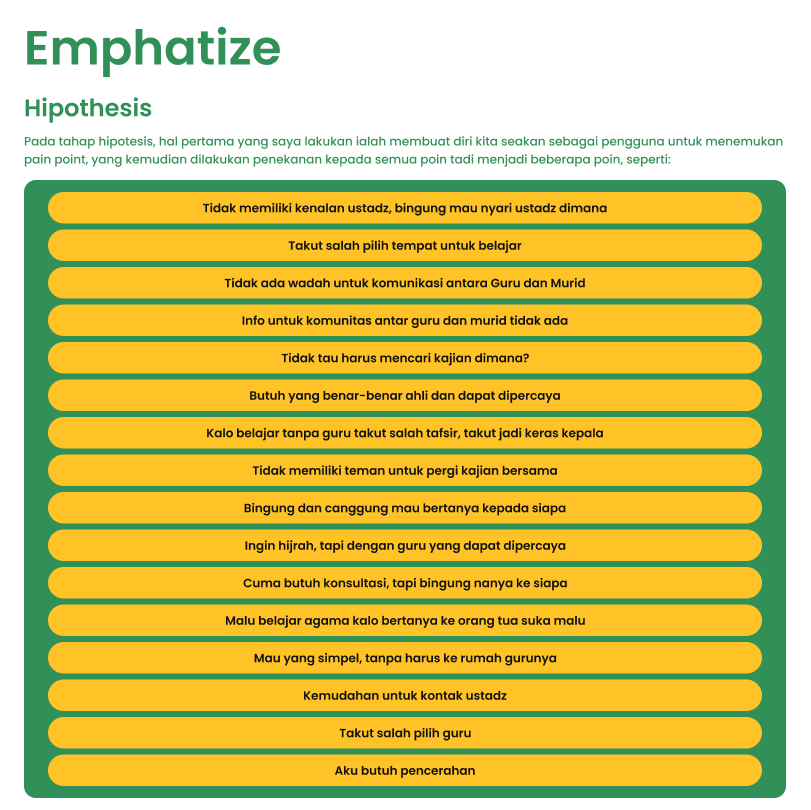 Emphatize
Hipothesis
Pada tahap hipotesis, hal pertama yang saya lakukan ialah membuat diri kita seakan sebagai pengguna untuk menemukan
pain point, yang kemudian dilakukan penekanan kepada semua poin tadi menjadi beberapa poin, seperti:
Tidak memiliki kenalan ustadz, bingung mau nyari ustadz dimana
Takut salah pilih tempat untuk belajar
Tidak ada wadah untuk komunikasi antara Guru dan Murid
Info untuk komunitas antar guru dan murid tidak ada
Tidak tau harus mencari kajian dimana?
Butuh yang benar-benar ahli dan dapat dipercaya
Kalo belajar tanpa guru takut salah tafsir, takut jadi keras kepala
Tidak memiliki teman untuk pergi kajian bersama
Bingung dan canggung mau bertanya kepada siapa
Ingin hijrah, tapi dengan guru yang dapat dipercaya
Cuma butuh konsultasi, tapi bingung nanya ke siapa
Malu belajar agama kalo bertanya ke orang tua suka malu
Mau yang simpel, tanpa harus ke rumah gurunya
Kemudahan untuk kontak ustadz
Takut salah pilih guru
Aku butuh pencerahan